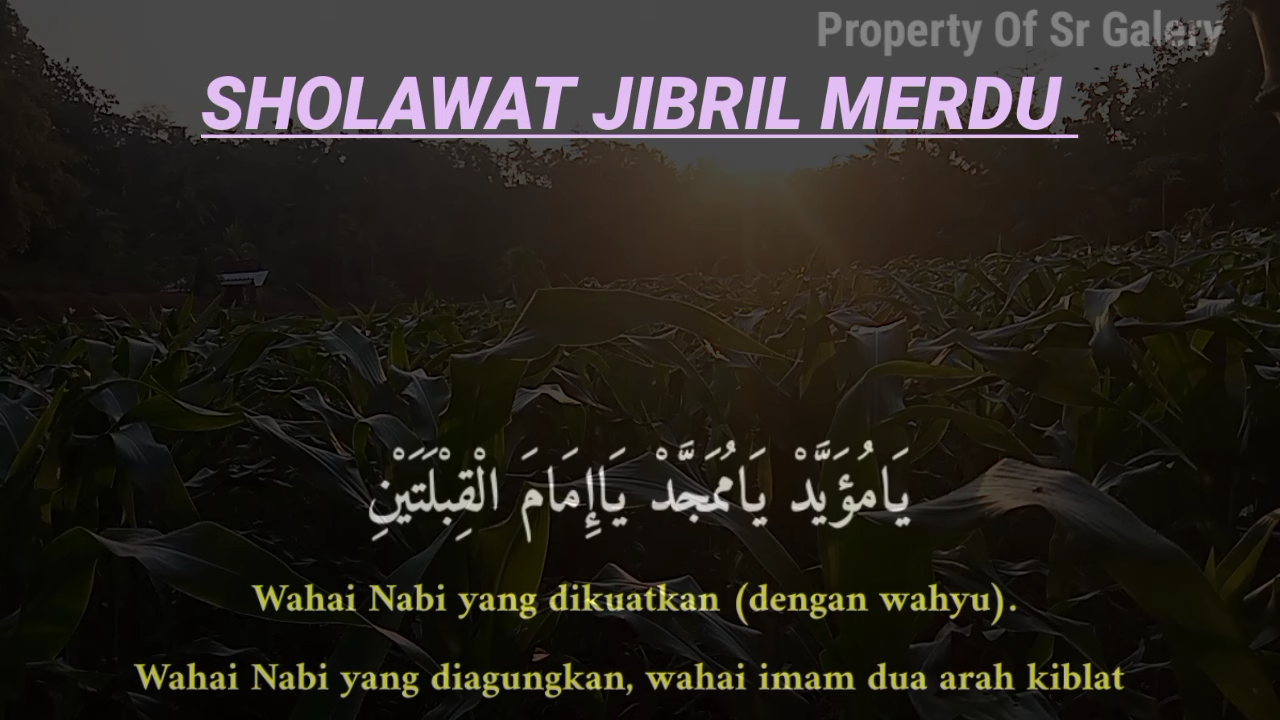 Property Of Sr Galery
SHOLAWAT JIBRIL MERDU
يَامُؤَيَّدْ يَامُمَجَّدْ يَاإِمَامَ الْقِبْلَتَيْنِ
Wahai Nabi yang dikuatkan (dengan wahyu).
Wahai Nabi yang diagungkan, wahai imam dua arah kiblat